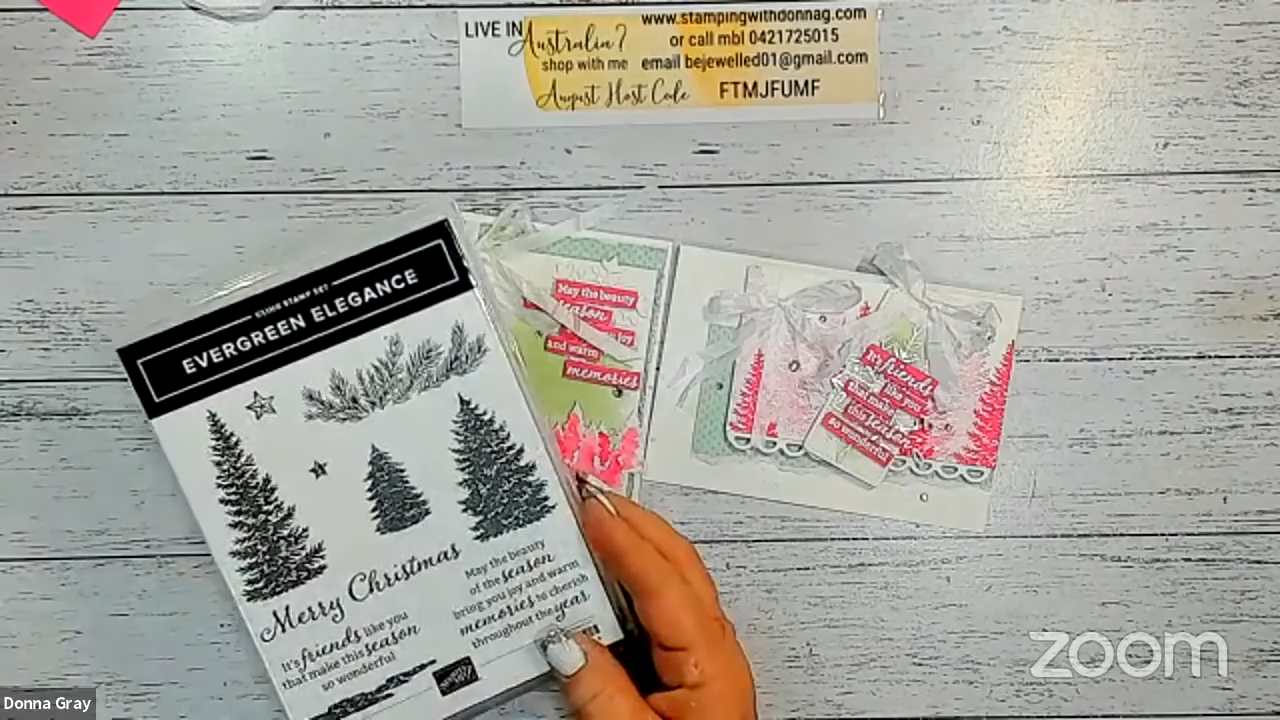 LIVE IN Australia?
shop with me
August Host Code
www.stampingwithdonnag.com
or call mbl 0421725015
email bejewelled01@gmail.com
FTMJFUMF
CLING STAMP SET
EVERGREEN ELEGANCE
Merry Christmas
It's friends like you
that make this season
so wonderful
May the beauty
of the season
bring you joy and warm
memories to cherish
throughout the year
May the beauty
season
joy
and warm
memories
It's friends
like you
that make
this season
so wonderful
zoom
Donna Gray